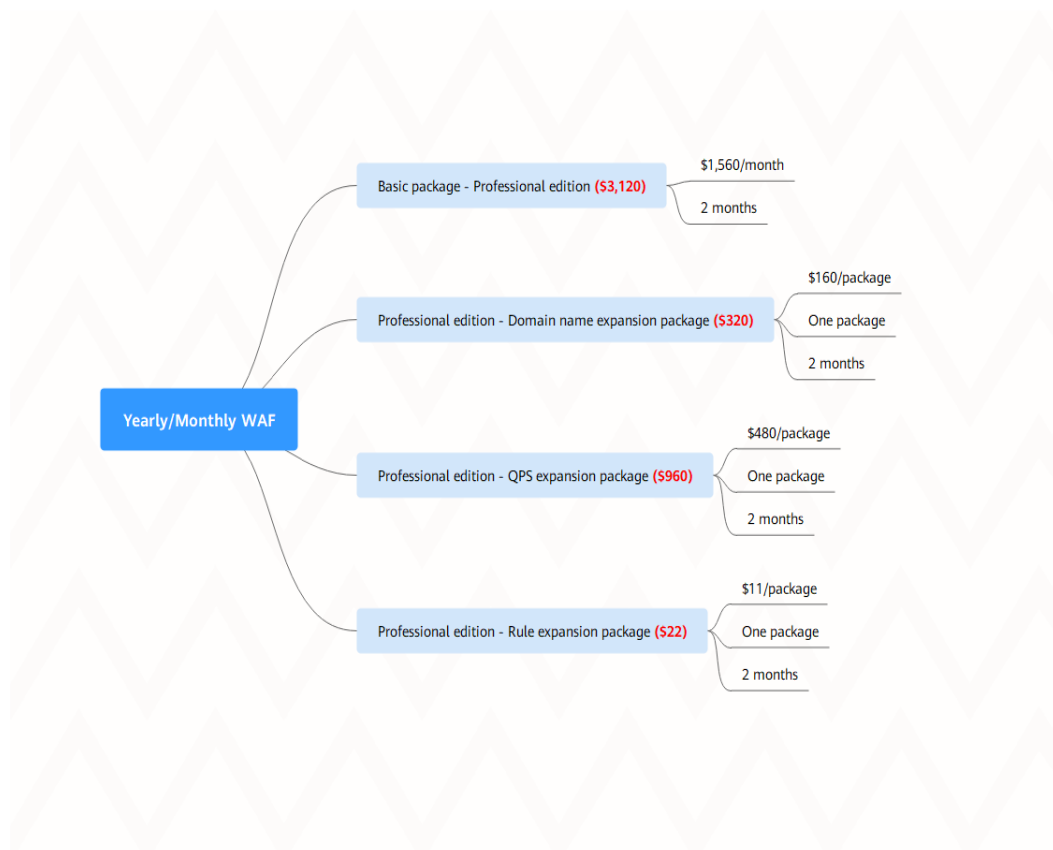 Yearly/Monthly WAF
Basic package - Professional edition ($3,120)
$1,560/month
2 months
Professional edition - Domain name expansion package ($320)
$160/package
One package
2 months
Professional edition - QPS expansion package ($960)
$480/package
One package
2 months
Professional edition - Rule expansion package ($22)
$11/package
One package
2 months